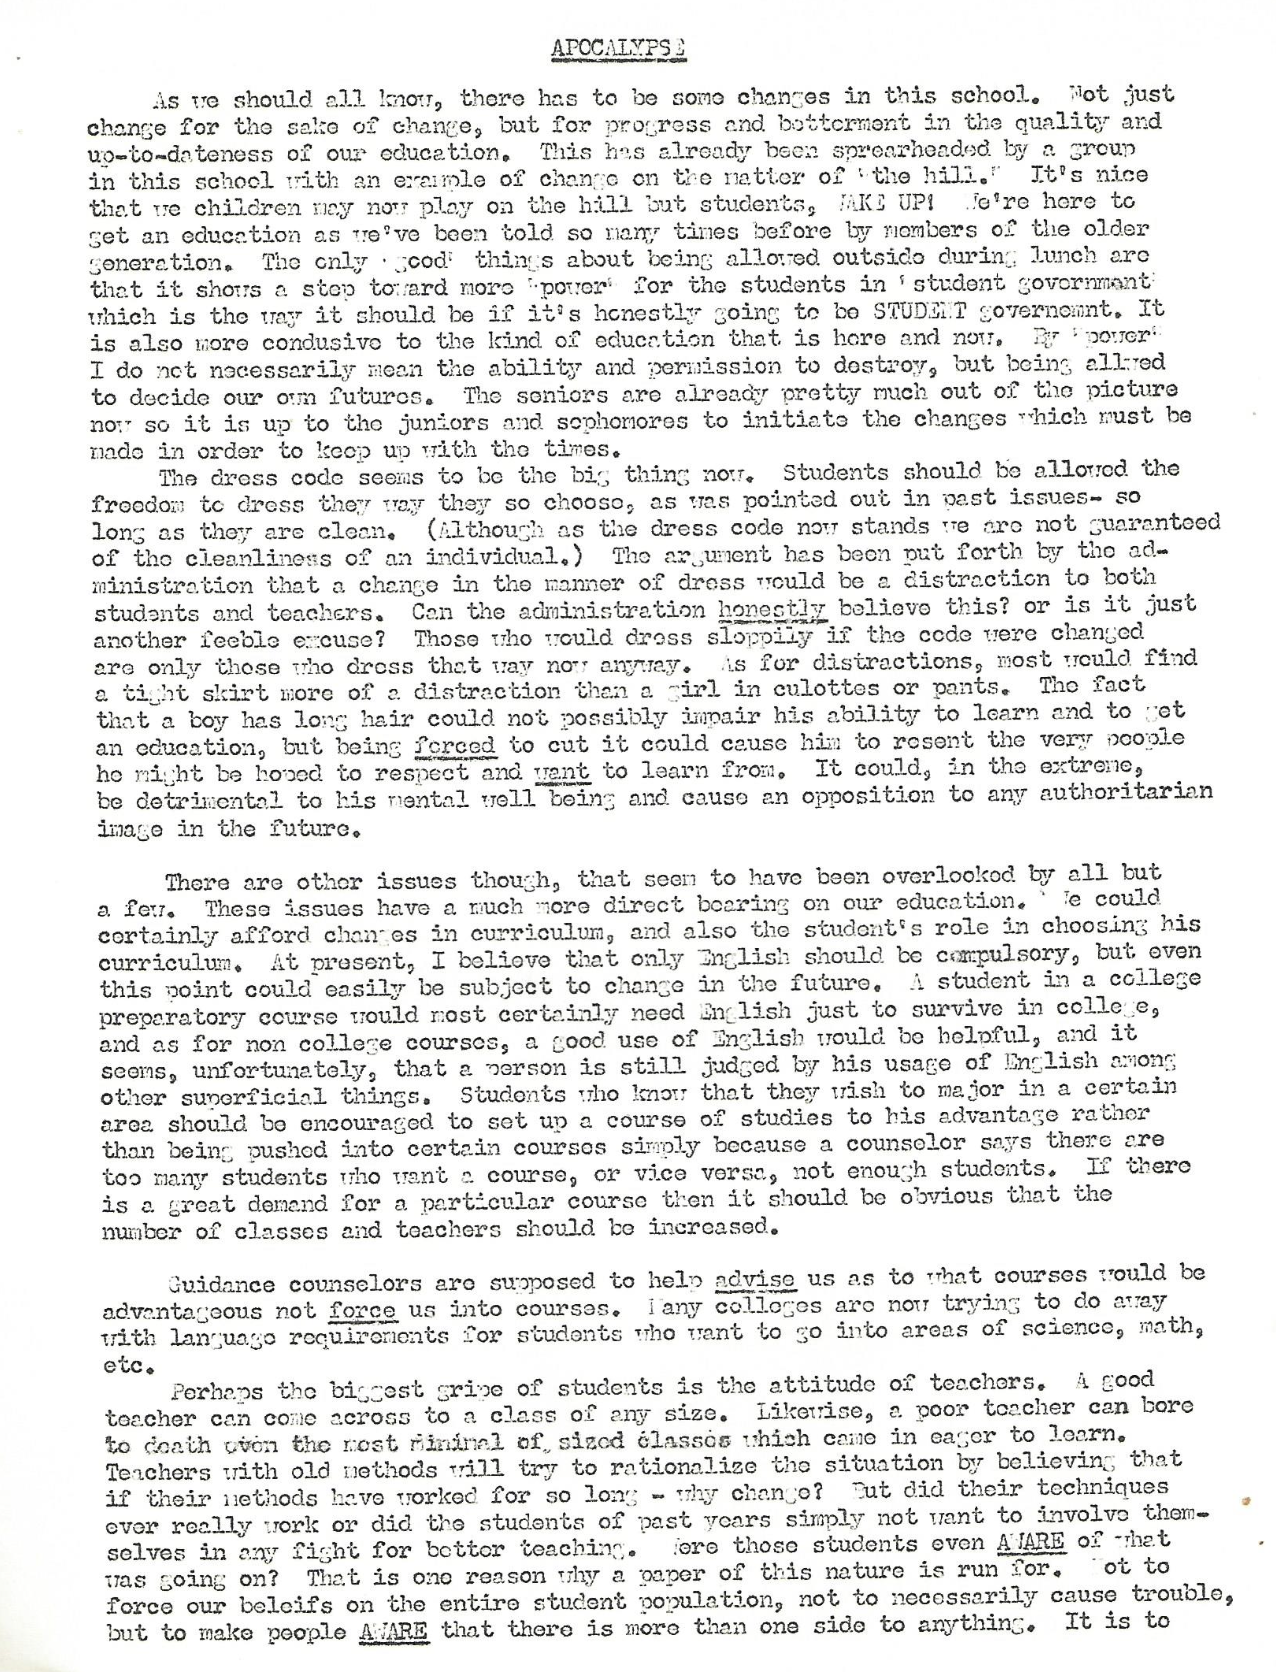 APOCALYPSE
As we should all know, there has to be some changes in this school. Not just
change for the sake of change, but for progress and betterment in the quality and
up-to-dateness of our education. This has already been sprearheaded by a group
in this school with an example of change on the matter of "the hill." It's nice
that we children may now play on the hill but students, WAKE UP! We're here to
get an education as we've been told so many times before by members of the older
generation. The only 'good' things about being allowed outside during lunch are
that it shows a step toward more "power" for the students in 'student government'
which is the way it should be if it's honestly going to be STUDENT governemnt. It
is also more condusive to the kind of education that is here and now. By "power"
I do not necessarily mean the ability and permission to destroy, but being allwed
to decide our own futures. The seniors are already pretty much out of the picture
now so it is up to the juniors and sophomores to initiate the changes which must be
made in order to keep up with the times.
The dress code seems to be the big thing now. Students should be allowed the
freedom to dress they way they so choose, as was pointed out in past issues- so
long as they are clean. (Although as the dress code now stands we are not guaranteed
of the cleanliness of an individual.) The argument has been put forth by the ad-
ministration that a change in the manner of dress would be a distraction to both
students and teachers. Can the administration honestly believe this? or is it just
another feeble excuse? Those who would dress sloppily if the code were changed
are only those who dress that way now anyway. As for distractions, most would find
a tight skirt more of a distraction than a girl in culottes or pants. The fact
that a boy has long hair could not possibly impair his ability to learn and to get
an education, but being forced to cut it could cause him to resent the very people
he might be hoped to respect and want to learn from. It could, in the extreme,
be detrimental to his mental well being and cause an opposition to any authoritarian
image in the future.
There are other issues though, that seem to have been overlooked by all but
a few. These issues have a much more direct bearing on our education. We could
certainly afford changes in curriculum, and also the student's role in choosing his
curriculum. At present, I believe that only English should be compulsory, but even
this point could easily be subject to change in the future. A student in a college
preparatory course would most certainly need English just to survive in college,
and as for non college courses, a good use of English would be helpful, and it
seems, unfortunately, that a person is still judged by his usage of English among
other superficial things. Students who know that they wish to major in a certain
area should be encouraged to set up a course of studies to his advantage rather
than being pushed into certain courses simply because a counselor says there are
too many students who want a course, or vice versa, not enough students. If there
is a great demand for a particular course then it should be obvious that the
number of classes and teachers should be increased.
Guidance counselors are supposed to help advise us as to what courses would be
advantageous not force us into courses. Many colleges are now trying to do away
with language requirements for students who want to go into areas of science, math,
etc.
Perhaps the biggest gripe of students is the attitude of teachers. A good
teacher can come across to a class of any size. Likewise, a poor teacher can bore
to death even the most minimal of sized classes which came in eager to learn.
Teachers with old methods will try to rationalize the situation by believing that
if their methods have worked for so long - why change? But did their techniques
ever really work or did the students of past years simply not want to involve them-
selves in any fight for better teaching. Were those students even AWARE of what
was going on? That is one reason why a paper of this nature is run for. Not to
force our beleifs on the entire student population, not to necessarily cause trouble,
but to make people AWARE that there is more than one side to anything. It is to